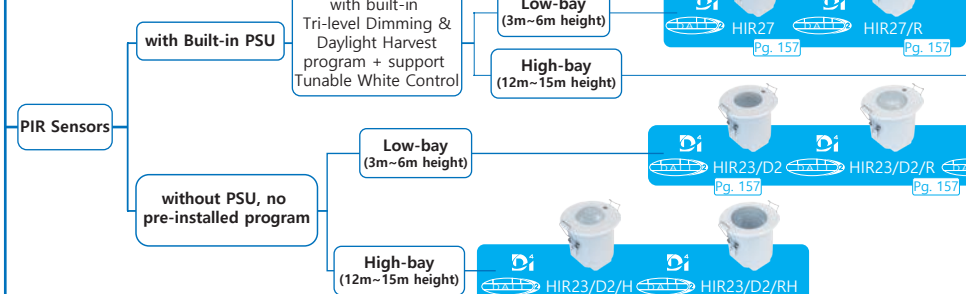 PIR Sensors
with Built-in PSU
with built-in
Tri-level Dimming &
Daylight Harvest
program + support
Tunable White Control
Low-bay
(3m~6m height)
HIR27
Pg. 157
HIR27/R
Pg. 157
High-bay
(12m~15m height)
without PSU, no
pre-installed program
Low-bay
(3m~6m height)
HIR23/D2
Pg. 157
HIR23/D2/R
Pg. 157
High-bay
(12m~15m height)
HIR23/D2/H
HIR23/D2/RH